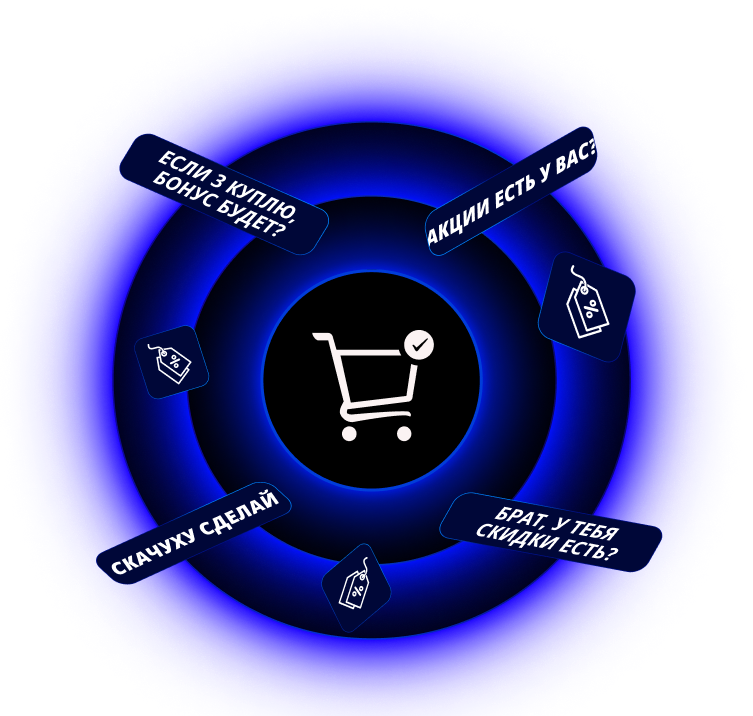 ЕСЛИ 3 КУПЛЮ,
БОНУС БУДЕТ?
АКЦИИ ЕСТЬ У ВАС?
%
%
СКАЧУХУ СДЕЛАЙ
БРАТ, У ТЕБЯ
СКИДКИ ЕСТЬ?
%